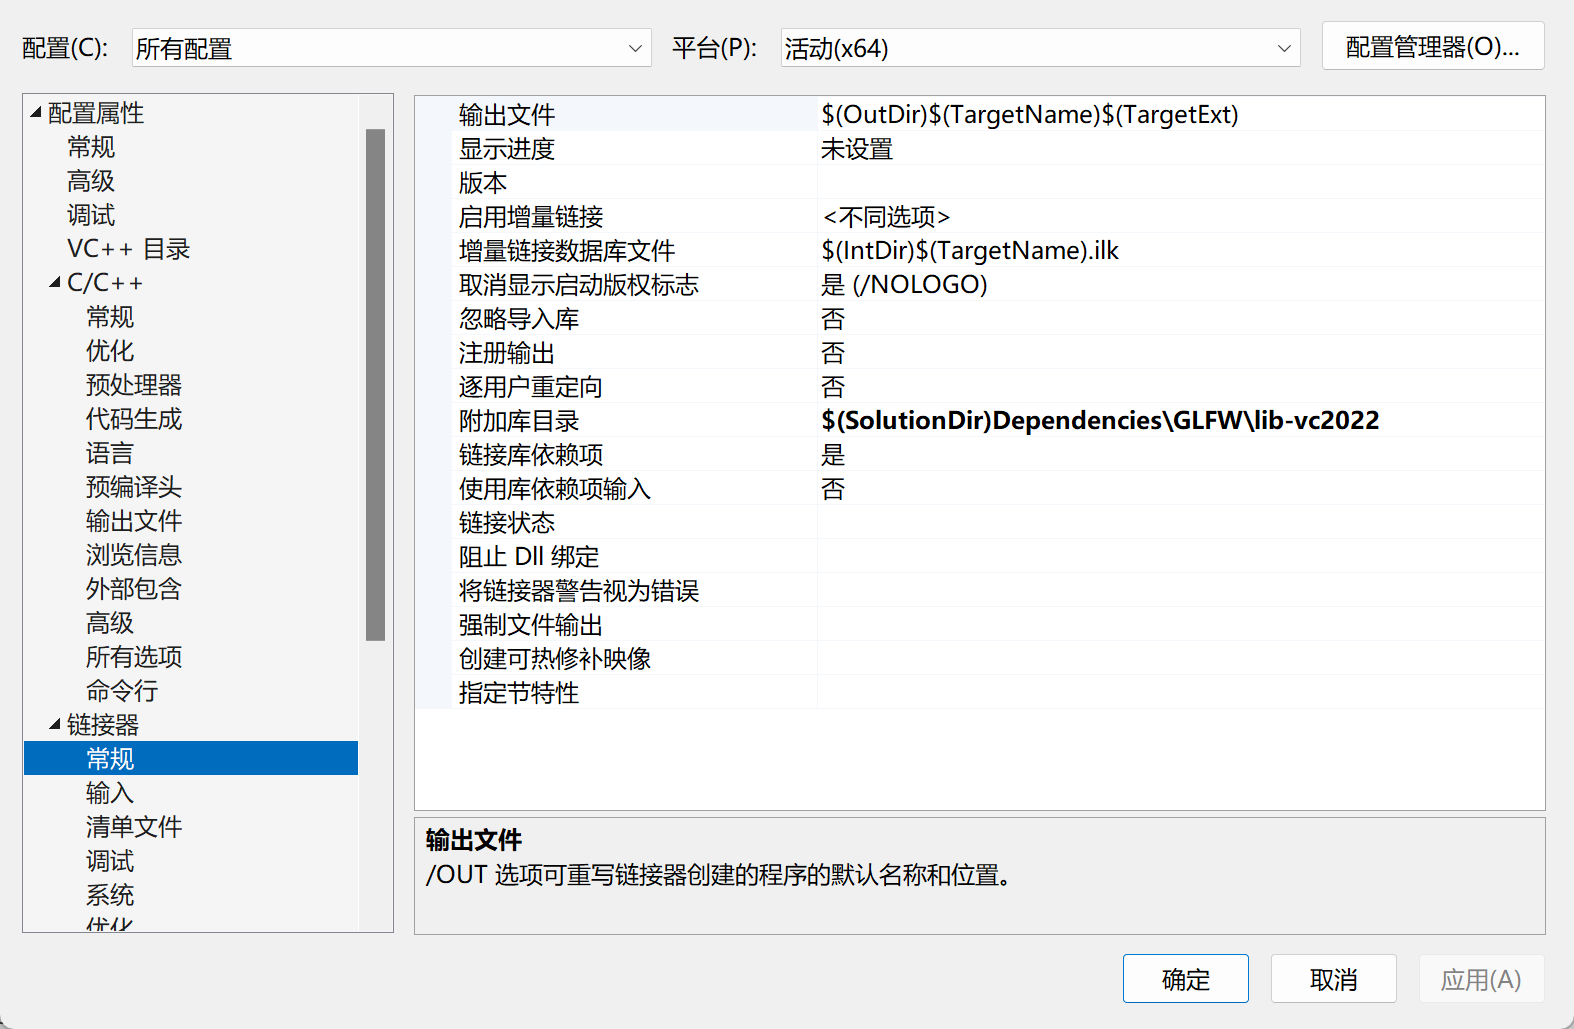 配置(C): 所有配置 平台(P): 活动(x64) 配置管理器(O)...
配置属性
常规
高级
调试
VC++ 目录
C/C++
常规
优化
预处理器
代码生成
语言
预编译头
输出文件
浏览信息
外部包含
高级
所有选项
命令行
链接器
常规
输入
清单文件
调试
系统
优化
输出文件 $(OutDir)$(TargetName)$(TargetExt)
显示进度 未设置
版本
启用增量链接 <不同选项>
增量链接数据库文件 $(IntDir)$(TargetName).ilk
取消显示启动版权标志 是 (/NOLOGO)
忽略导入库 否
注册输出 否
逐用户重定向 否
附加库目录 $(SolutionDir)Dependencies\GLFW\lib-vc2022
链接库依赖项 是
使用库依赖项输入 否
链接状态
阻止 Dll 绑定
将链接器警告视为错误
强制文件输出
创建可热修补映像
指定节特性
输出文件
/OUT 选项可重写链接器创建的程序的默认名称和位置。
确定 取消 应用(A)